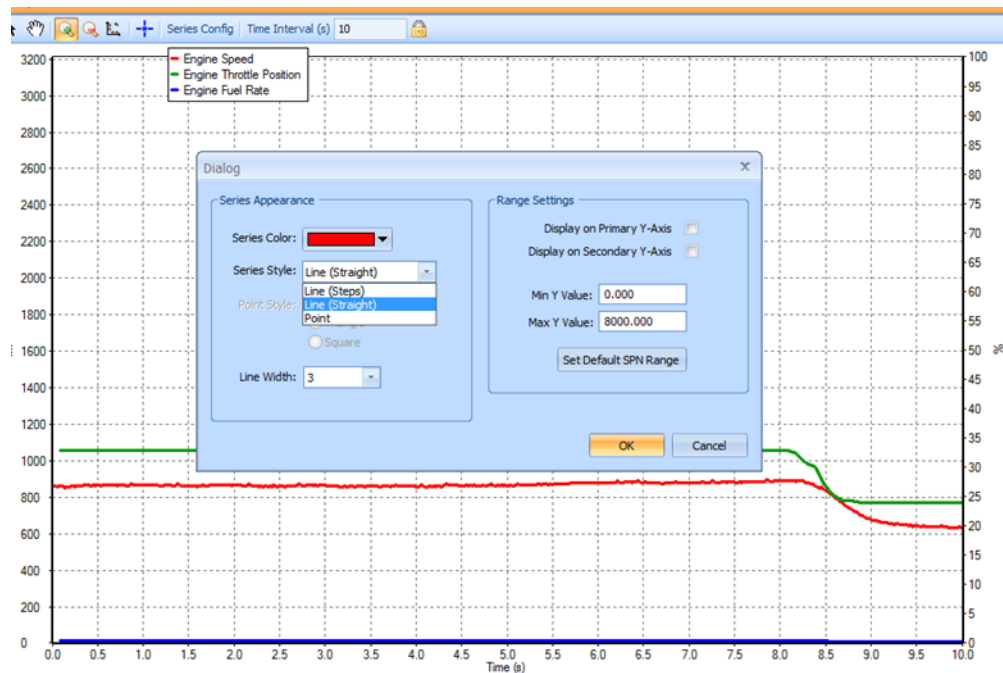 Series Config Time Interval (s) 10
Engine Speed
Engine Throttle Position
Engine Fuel Rate
3200
3000
2800
2600
2400
2200
2000
1800
1600
1400
1200
1000
800
600
400
200
0
Dialog x
Series Appearance
Series Color:
Series Style: Line (Straight)
Line (Steps)
Line (Straight)
Point
Point Style:
Square
Line Width: 3
Range Settings
Display on Primary Y-Axis
Display on Secondary Y-Axis
Min Y Value: 0.000
Max Y Value: 8000.000
Set Default SPN Range
OK Cancel
100
95
90
85
80
75
70
65
60
55
50
45
40
35
30
25
20
15
10
5
0
%
0.0 0.5 1.0 1.5 2.0 2.5 3.0 3.5 4.0 4.5 5.0 5.5 6.0 6.5 7.0 7.5 8.0 8.5 9.0 9.5 10.0
Time (s)